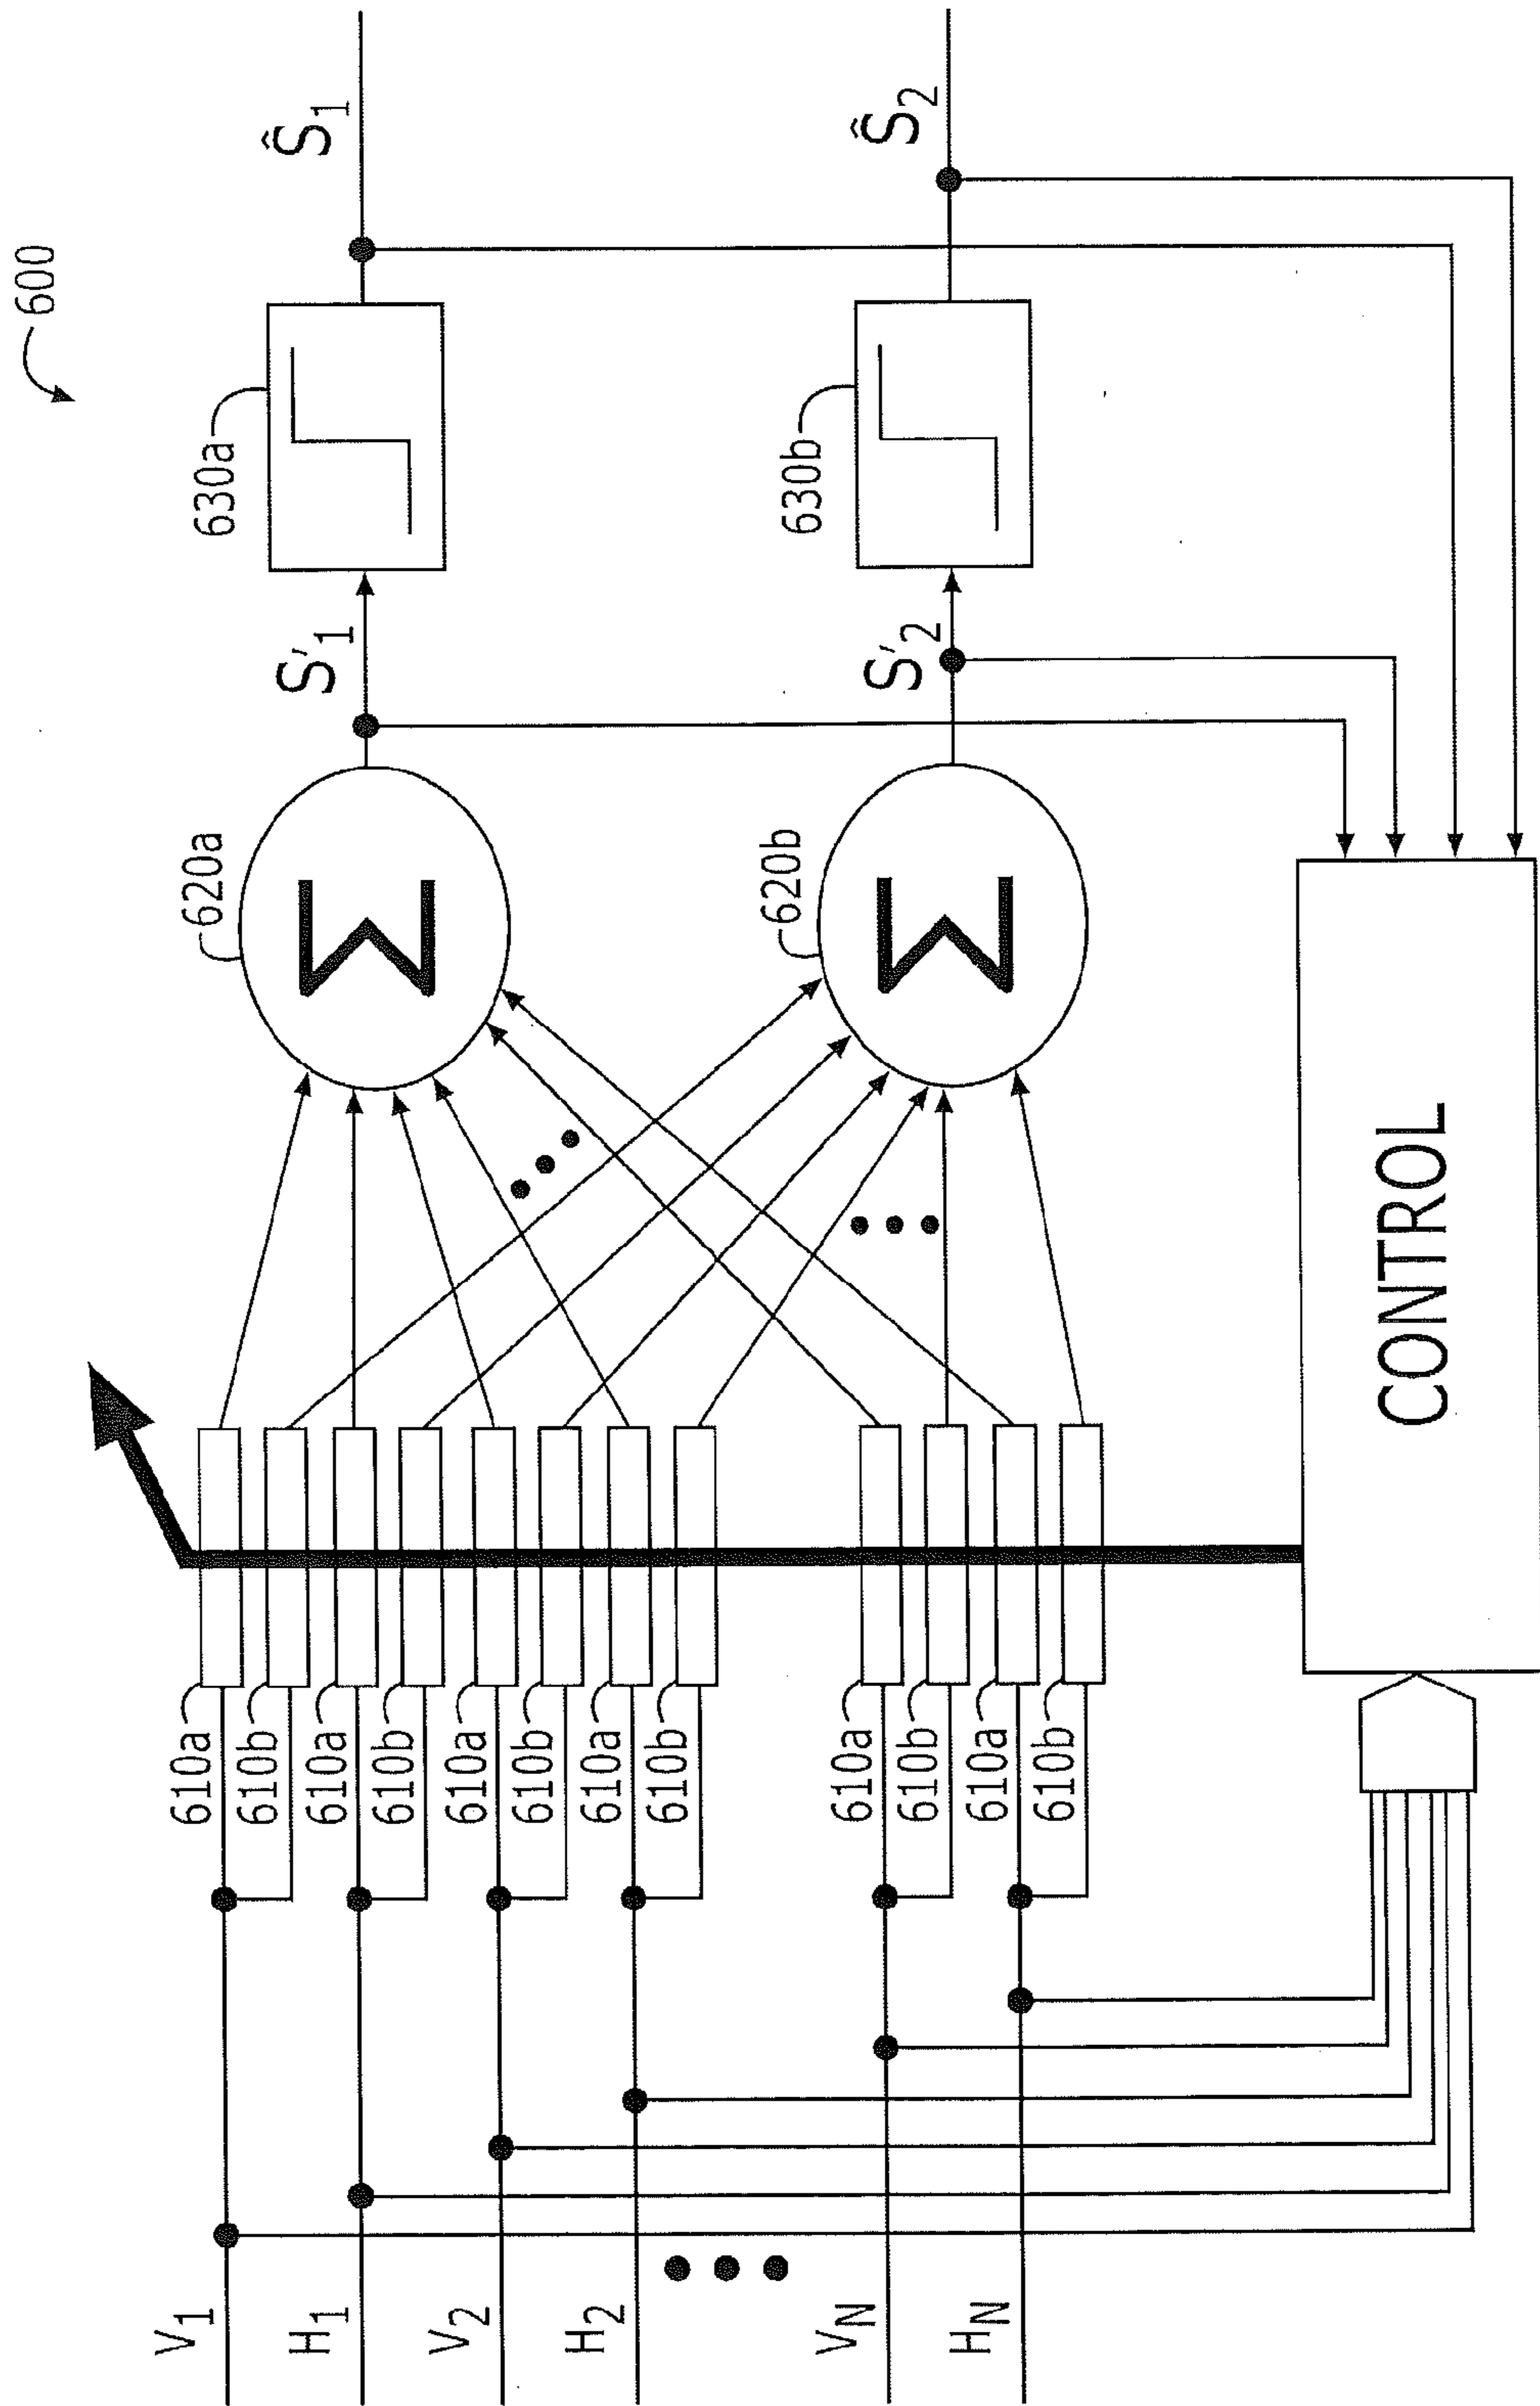 600
V1
H1
V2
H2
VN
HN
610a
610b
610a
610b
610a
610b
610a
610b
610a
610b
610a
610b
620a
Σ
620b
Σ
S'1
S'2
630a
630b
Ŝ1
Ŝ2
CONTROL